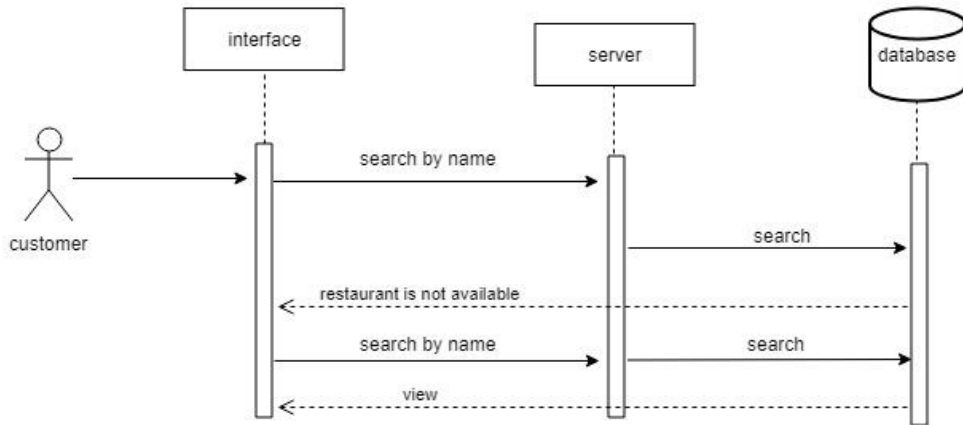 interface
server
database
search by name
customer
search
restaurant is not available
search by name
search
view